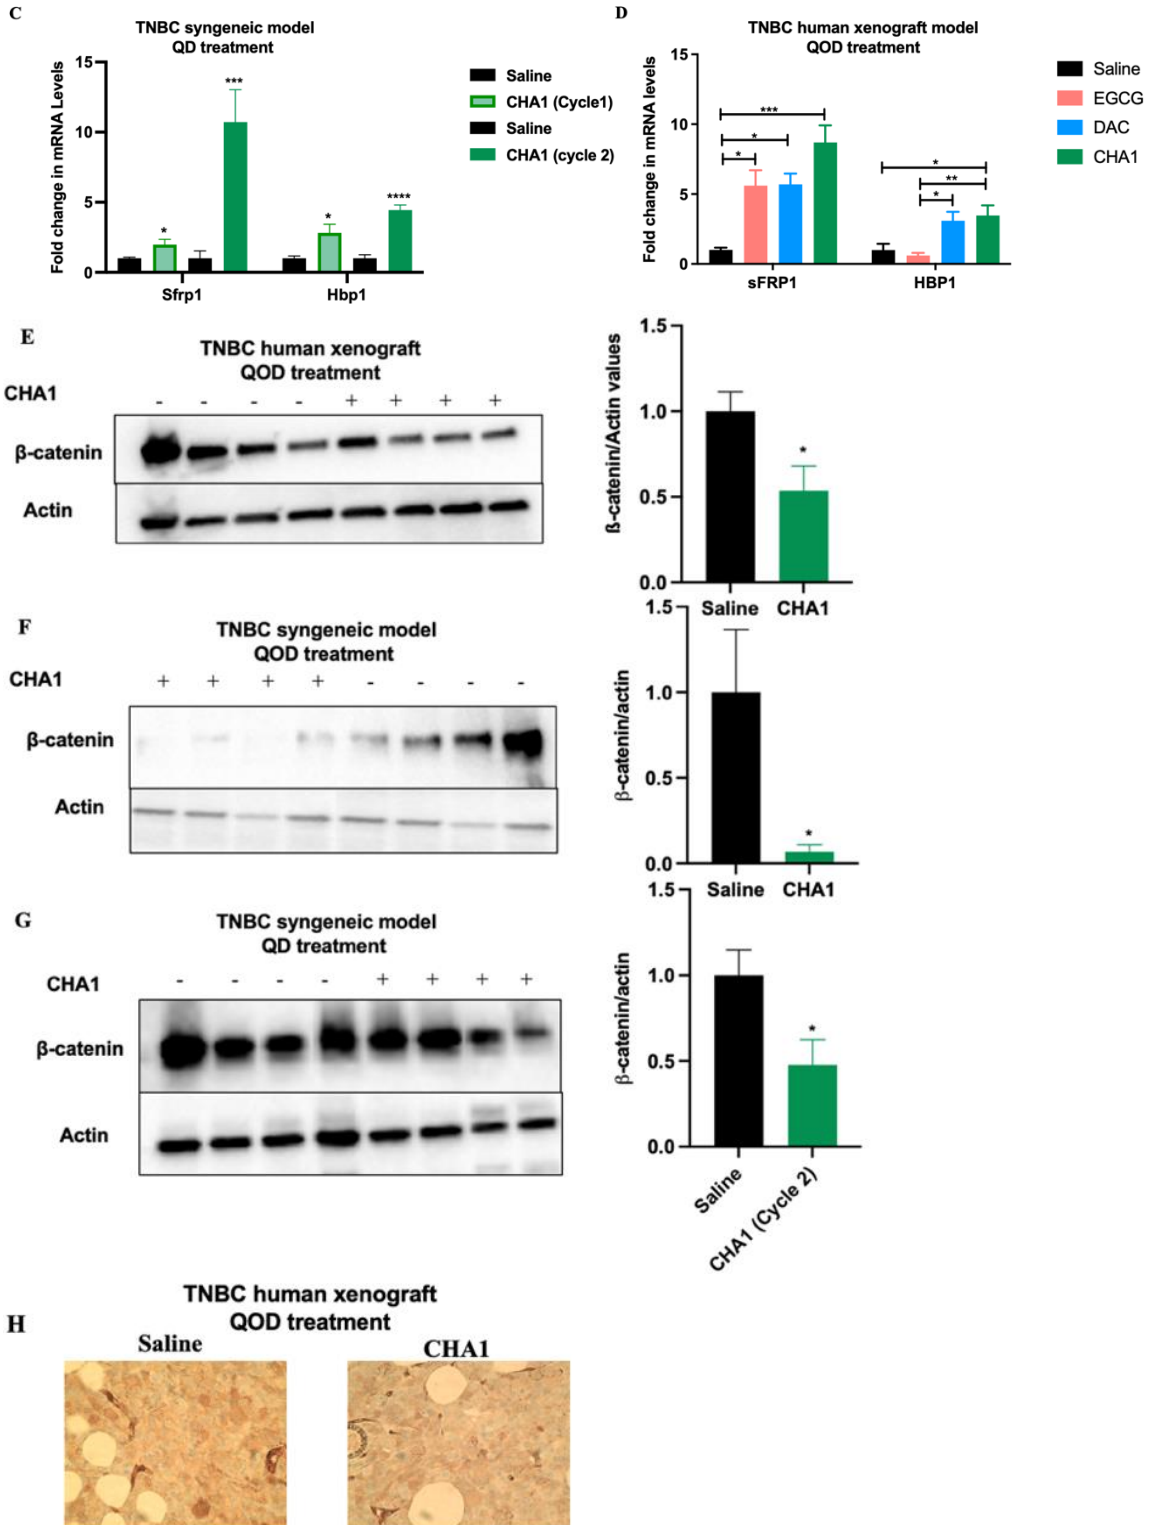 C
TNBC syngeneic model
QD treatment
Fold change in mRNA Levels
15
10
5
0
*
***
*
****
Sfrp1
Hbp1
Saline
CHA1 (Cycle1)
Saline
CHA1 (cycle 2)
D
TNBC human xenograft model
QOD treatment
Fold change in mRNA levels
15
10
5
0
***
*
*
*
**
*
sFRP1
HBP1
Saline
EGCG
DAC
CHA1
E
TNBC human xenograft
QOD treatment
CHA1
- - - - + + + +
β-catenin
Actin
ß-catenin/Actin values
1.5
1.0
0.5
0.0
*
Saline CHA1
F
TNBC syngeneic model
QOD treatment
CHA1
+ + + + - - - -
β-catenin
Actin
β-catenin/actin
1.5
1.0
0.5
0.0
*
Saline CHA1
G
TNBC syngeneic model
QD treatment
CHA1
- - - - + + + +
β-catenin
Actin
β-catenin/actin
1.5
1.0
0.5
0.0
*
Saline
CHA1 (Cycle 2)
H
TNBC human xenograft
QOD treatment
Saline
CHA1